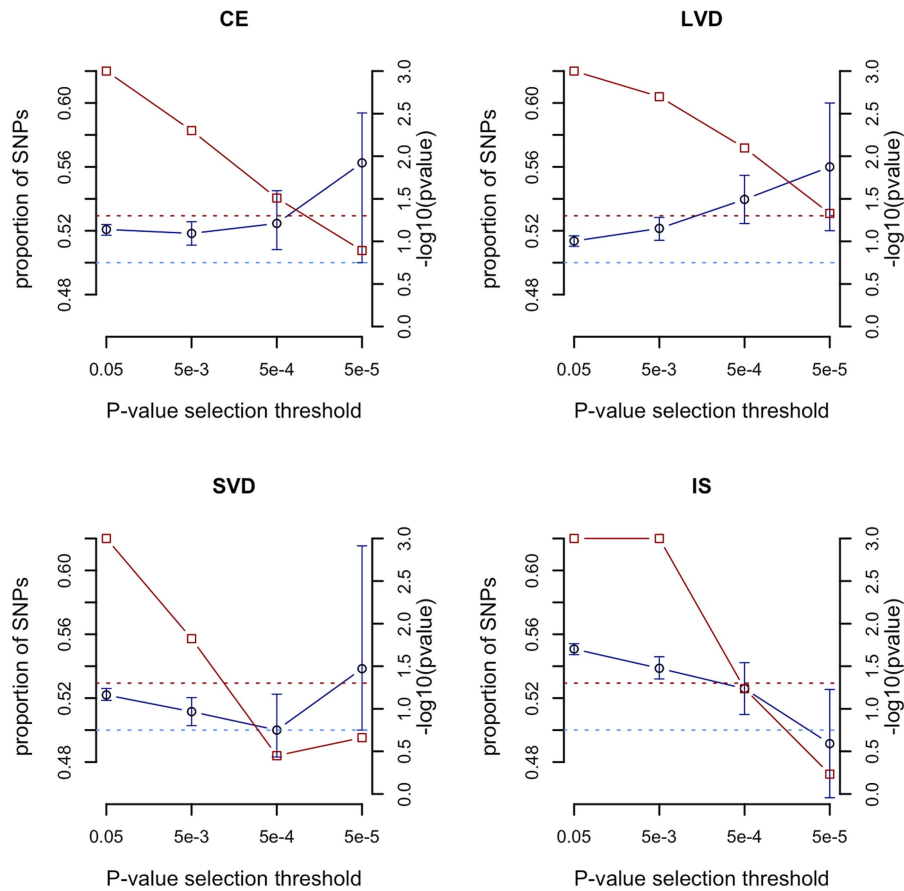 CE
proportion of SNPs
0.48 0.52 0.56 0.60
0.0 0.5 1.0 1.5 2.0 2.5 3.0
-log10(pvalue)
0.05 5e-3 5e-4 5e-5
P-value selection threshold
LVD
proportion of SNPs
0.48 0.52 0.56 0.60
0.0 0.5 1.0 1.5 2.0 2.5 3.0
-log10(pvalue)
0.05 5e-3 5e-4 5e-5
P-value selection threshold
SVD
proportion of SNPs
0.48 0.52 0.56 0.60
0.0 0.5 1.0 1.5 2.0 2.5 3.0
-log10(pvalue)
0.05 5e-3 5e-4 5e-5
P-value selection threshold
IS
proportion of SNPs
0.48 0.52 0.56 0.60
0.0 0.5 1.0 1.5 2.0 2.5 3.0
-log10(pvalue)
0.05 5e-3 5e-4 5e-5
P-value selection threshold